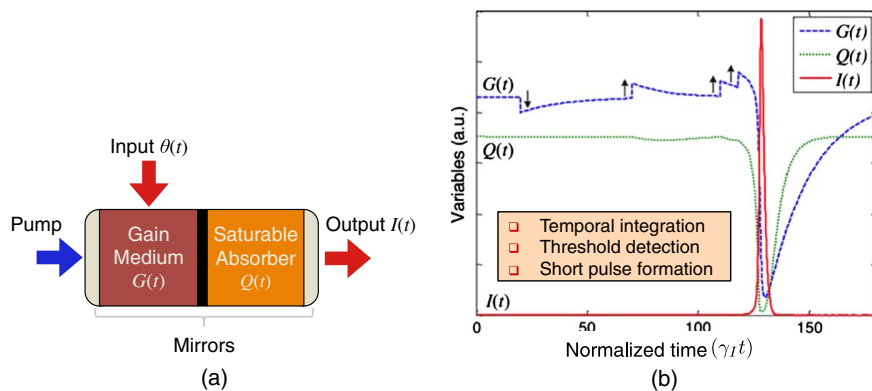 Input θ(t)
Pump
Output I(t)
Gain
Medium
G(t)
Saturable
Absorber
Q(t)
Mirrors
(a)
b
Variables (a.u.)
G(t)
Q(t)
I(t)
G(t)
Q(t)
I(t)
Temporal integration
Threshold detection
Short pulse formation
0
50
100
150
Normalized time (γ_I t)
(b)